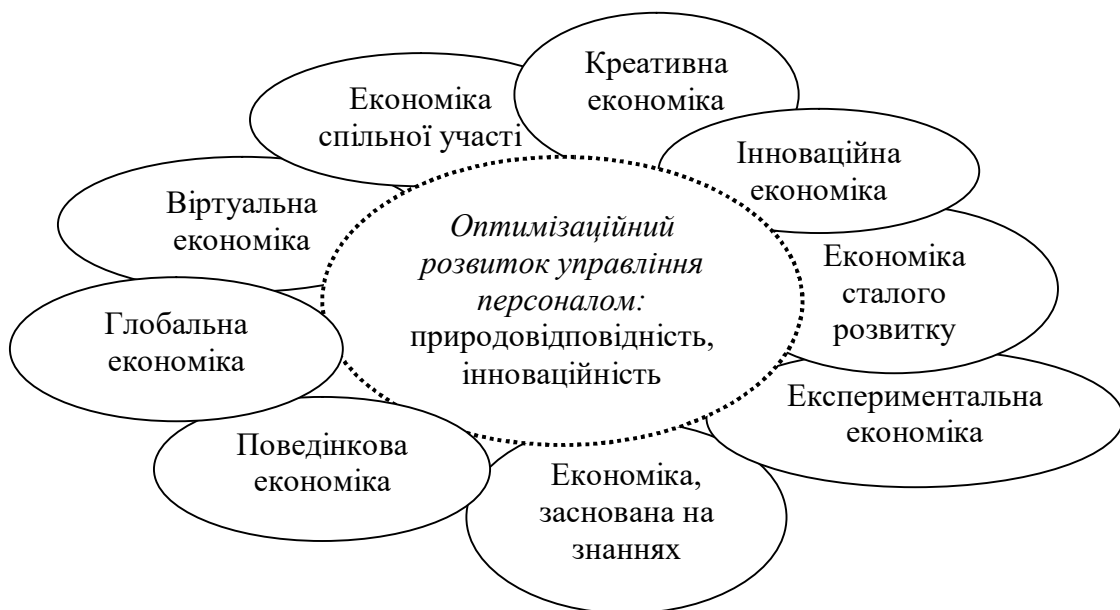 Креативна
економіка
Економіка
спільної участі
Інноваційна
економіка
Віртуальна
економіка
Оптимізаційний
розвиток управління
персоналом:
природовідповідність,
інноваційність
Економіка
сталого
розвитку
Глобальна
економіка
Експериментальна
економіка
Поведінкова
економіка
Економіка,
заснована на
знаннях